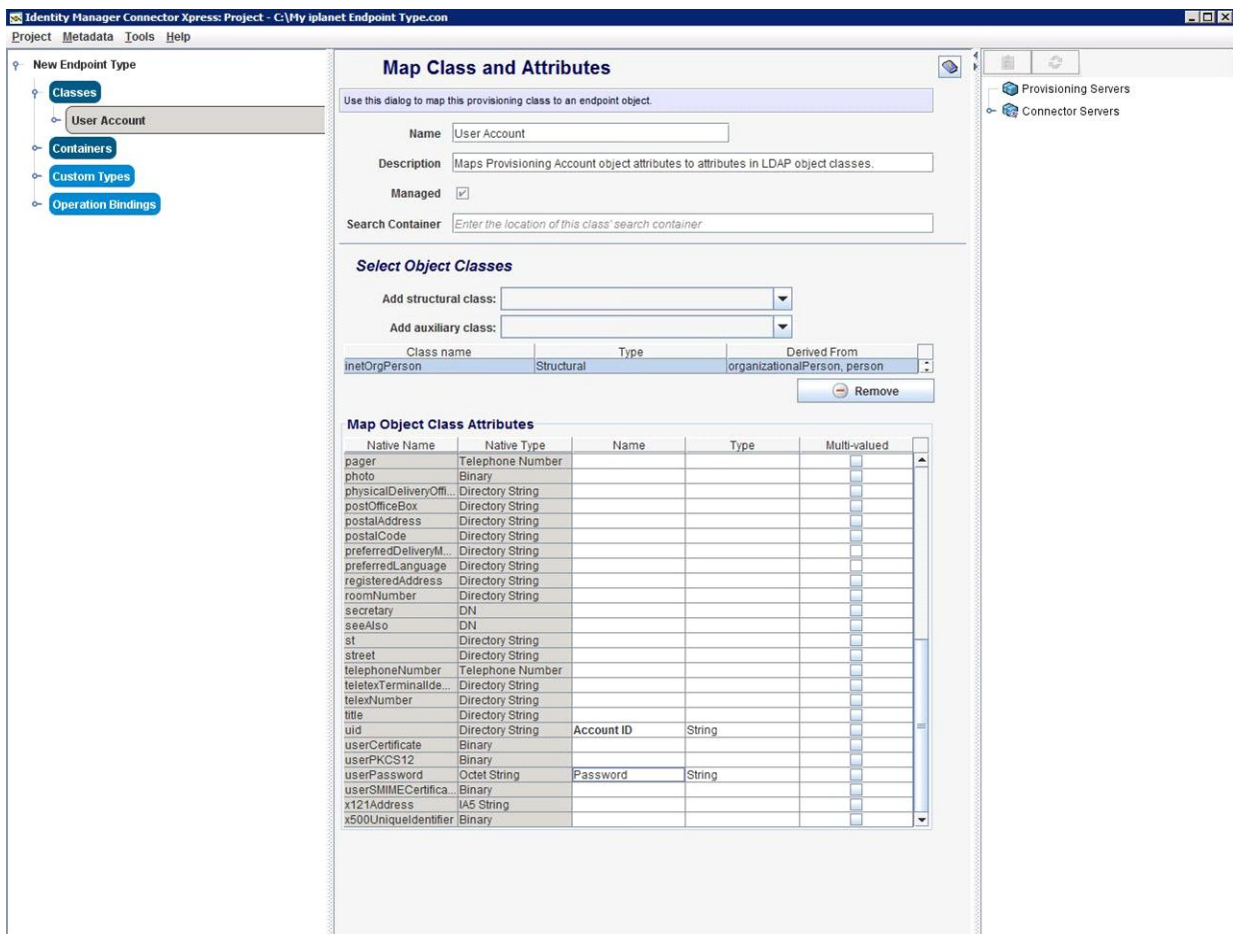 Identity Manager Connector Xpress: Project - C:\My iplanet Endpoint Type.con
Project Metadata Tools Help
New Endpoint Type
Classes
User Account
Containers
Custom Types
Operation Bindings
Map Class and Attributes
Use this dialog to map this provisioning class to an endpoint object.
Name User Account
Description Maps Provisioning Account object attributes to attributes in LDAP object classes.
Managed
Search Container Enter the location of this class' search container
Select Object Classes
Add structural class:
Add auxiliary class:
Class name Type Derived From
inetOrgPerson Structural organizationalPerson, person
Remove
Map Object Class Attributes
Native Name Native Type Name Type Multi-valued
pager Telephone Number
photo Binary
physicalDeliveryOffi... Directory String
postOfficeBox Directory String
postalAddress Directory String
postalCode Directory String
preferredDeliveryM... Directory String
preferredLanguage Directory String
registeredAddress Directory String
roomNumber Directory String
secretary DN
seeAlso DN
st Directory String
street Directory String
telephoneNumber Telephone Number
teletexTerminalIde... Directory String
telexNumber Directory String
title Directory String
uid Directory String Account ID String
userCertificate Binary
userPKCS12 Binary
userPassword Octet String Password String
userSMIMECertifica... Binary
x121Address IA5 String
x500UniqueIdentifier Binary
Provisioning Servers
Connector Servers